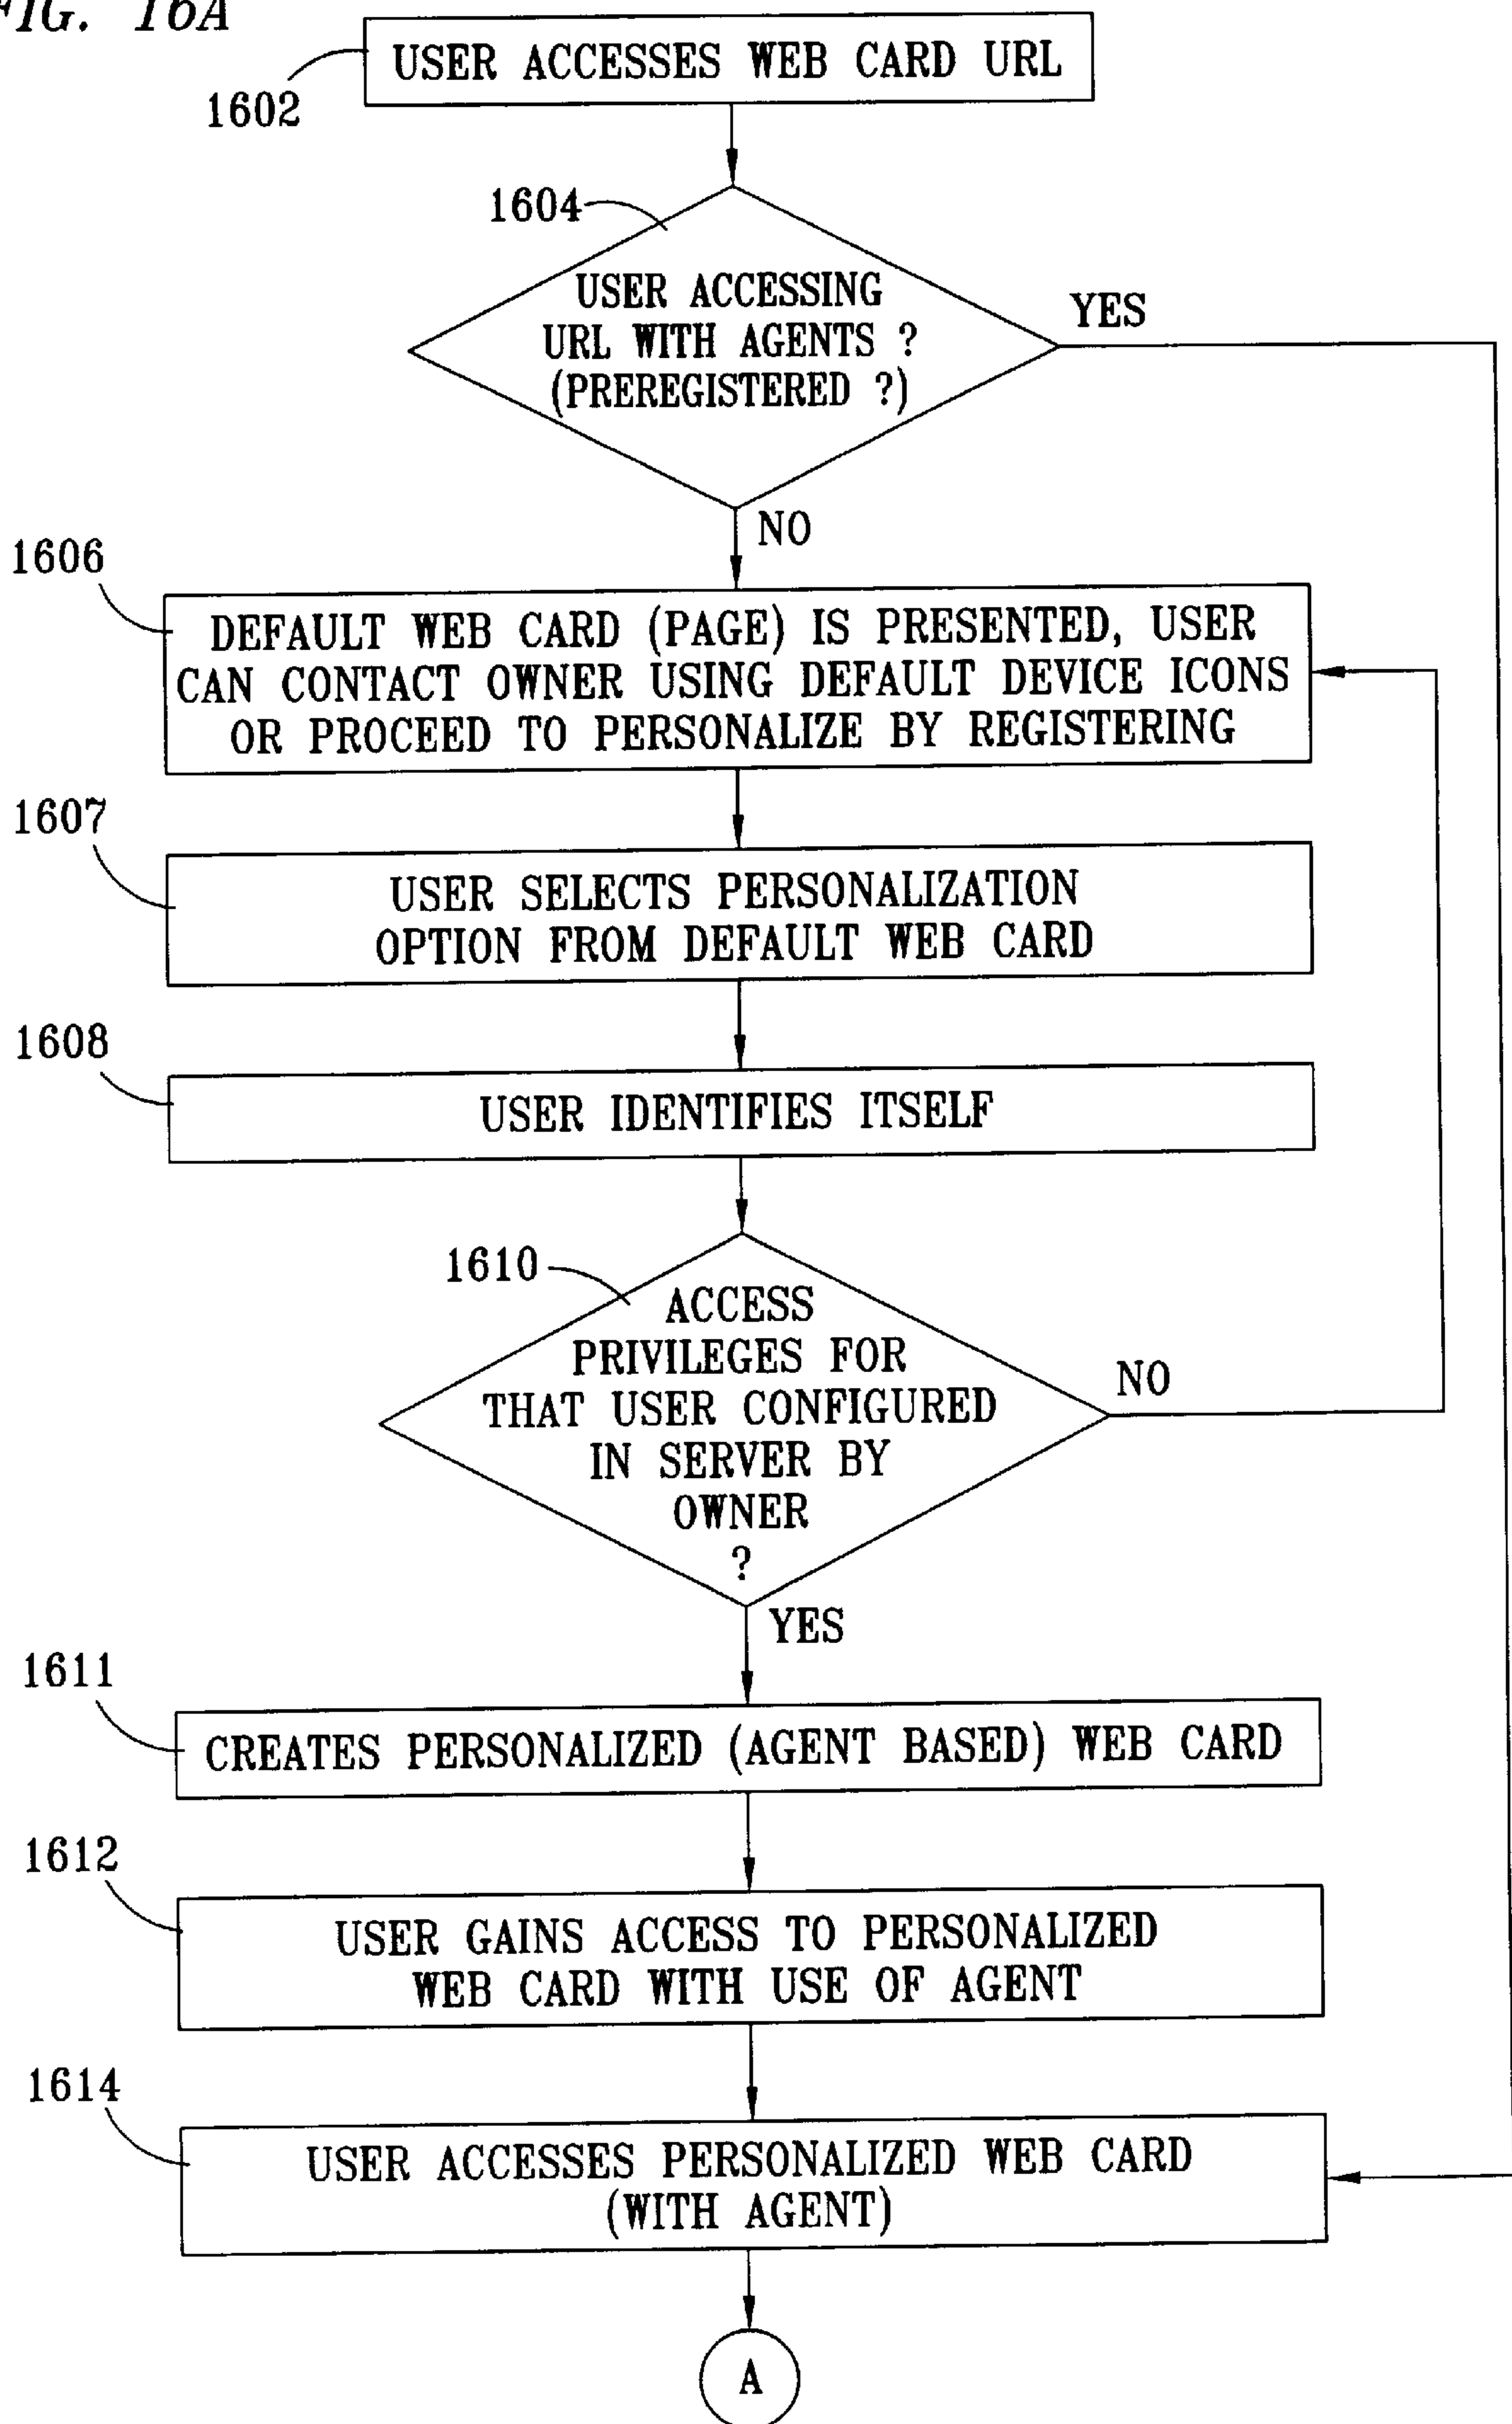 FIG. 16A
USER ACCESSES WEB CARD URL
1602
1604
USER ACCESSING
URL WITH AGENTS ?
(PREREGISTERED ?)
YES
NO
1606
DEFAULT WEB CARD (PAGE) IS PRESENTED, USER
CAN CONTACT OWNER USING DEFAULT DEVICE ICONS
OR PROCEED TO PERSONALIZE BY REGISTERING
1607
USER SELECTS PERSONALIZATION
OPTION FROM DEFAULT WEB CARD
1608
USER IDENTIFIES ITSELF
1610
ACCESS
PRIVILEGES FOR
THAT USER CONFIGURED
IN SERVER BY
OWNER
?
NO
YES
1611
CREATES PERSONALIZED (AGENT BASED) WEB CARD
1612
USER GAINS ACCESS TO PERSONALIZED
WEB CARD WITH USE OF AGENT
1614
USER ACCESSES PERSONALIZED WEB CARD
(WITH AGENT)
A